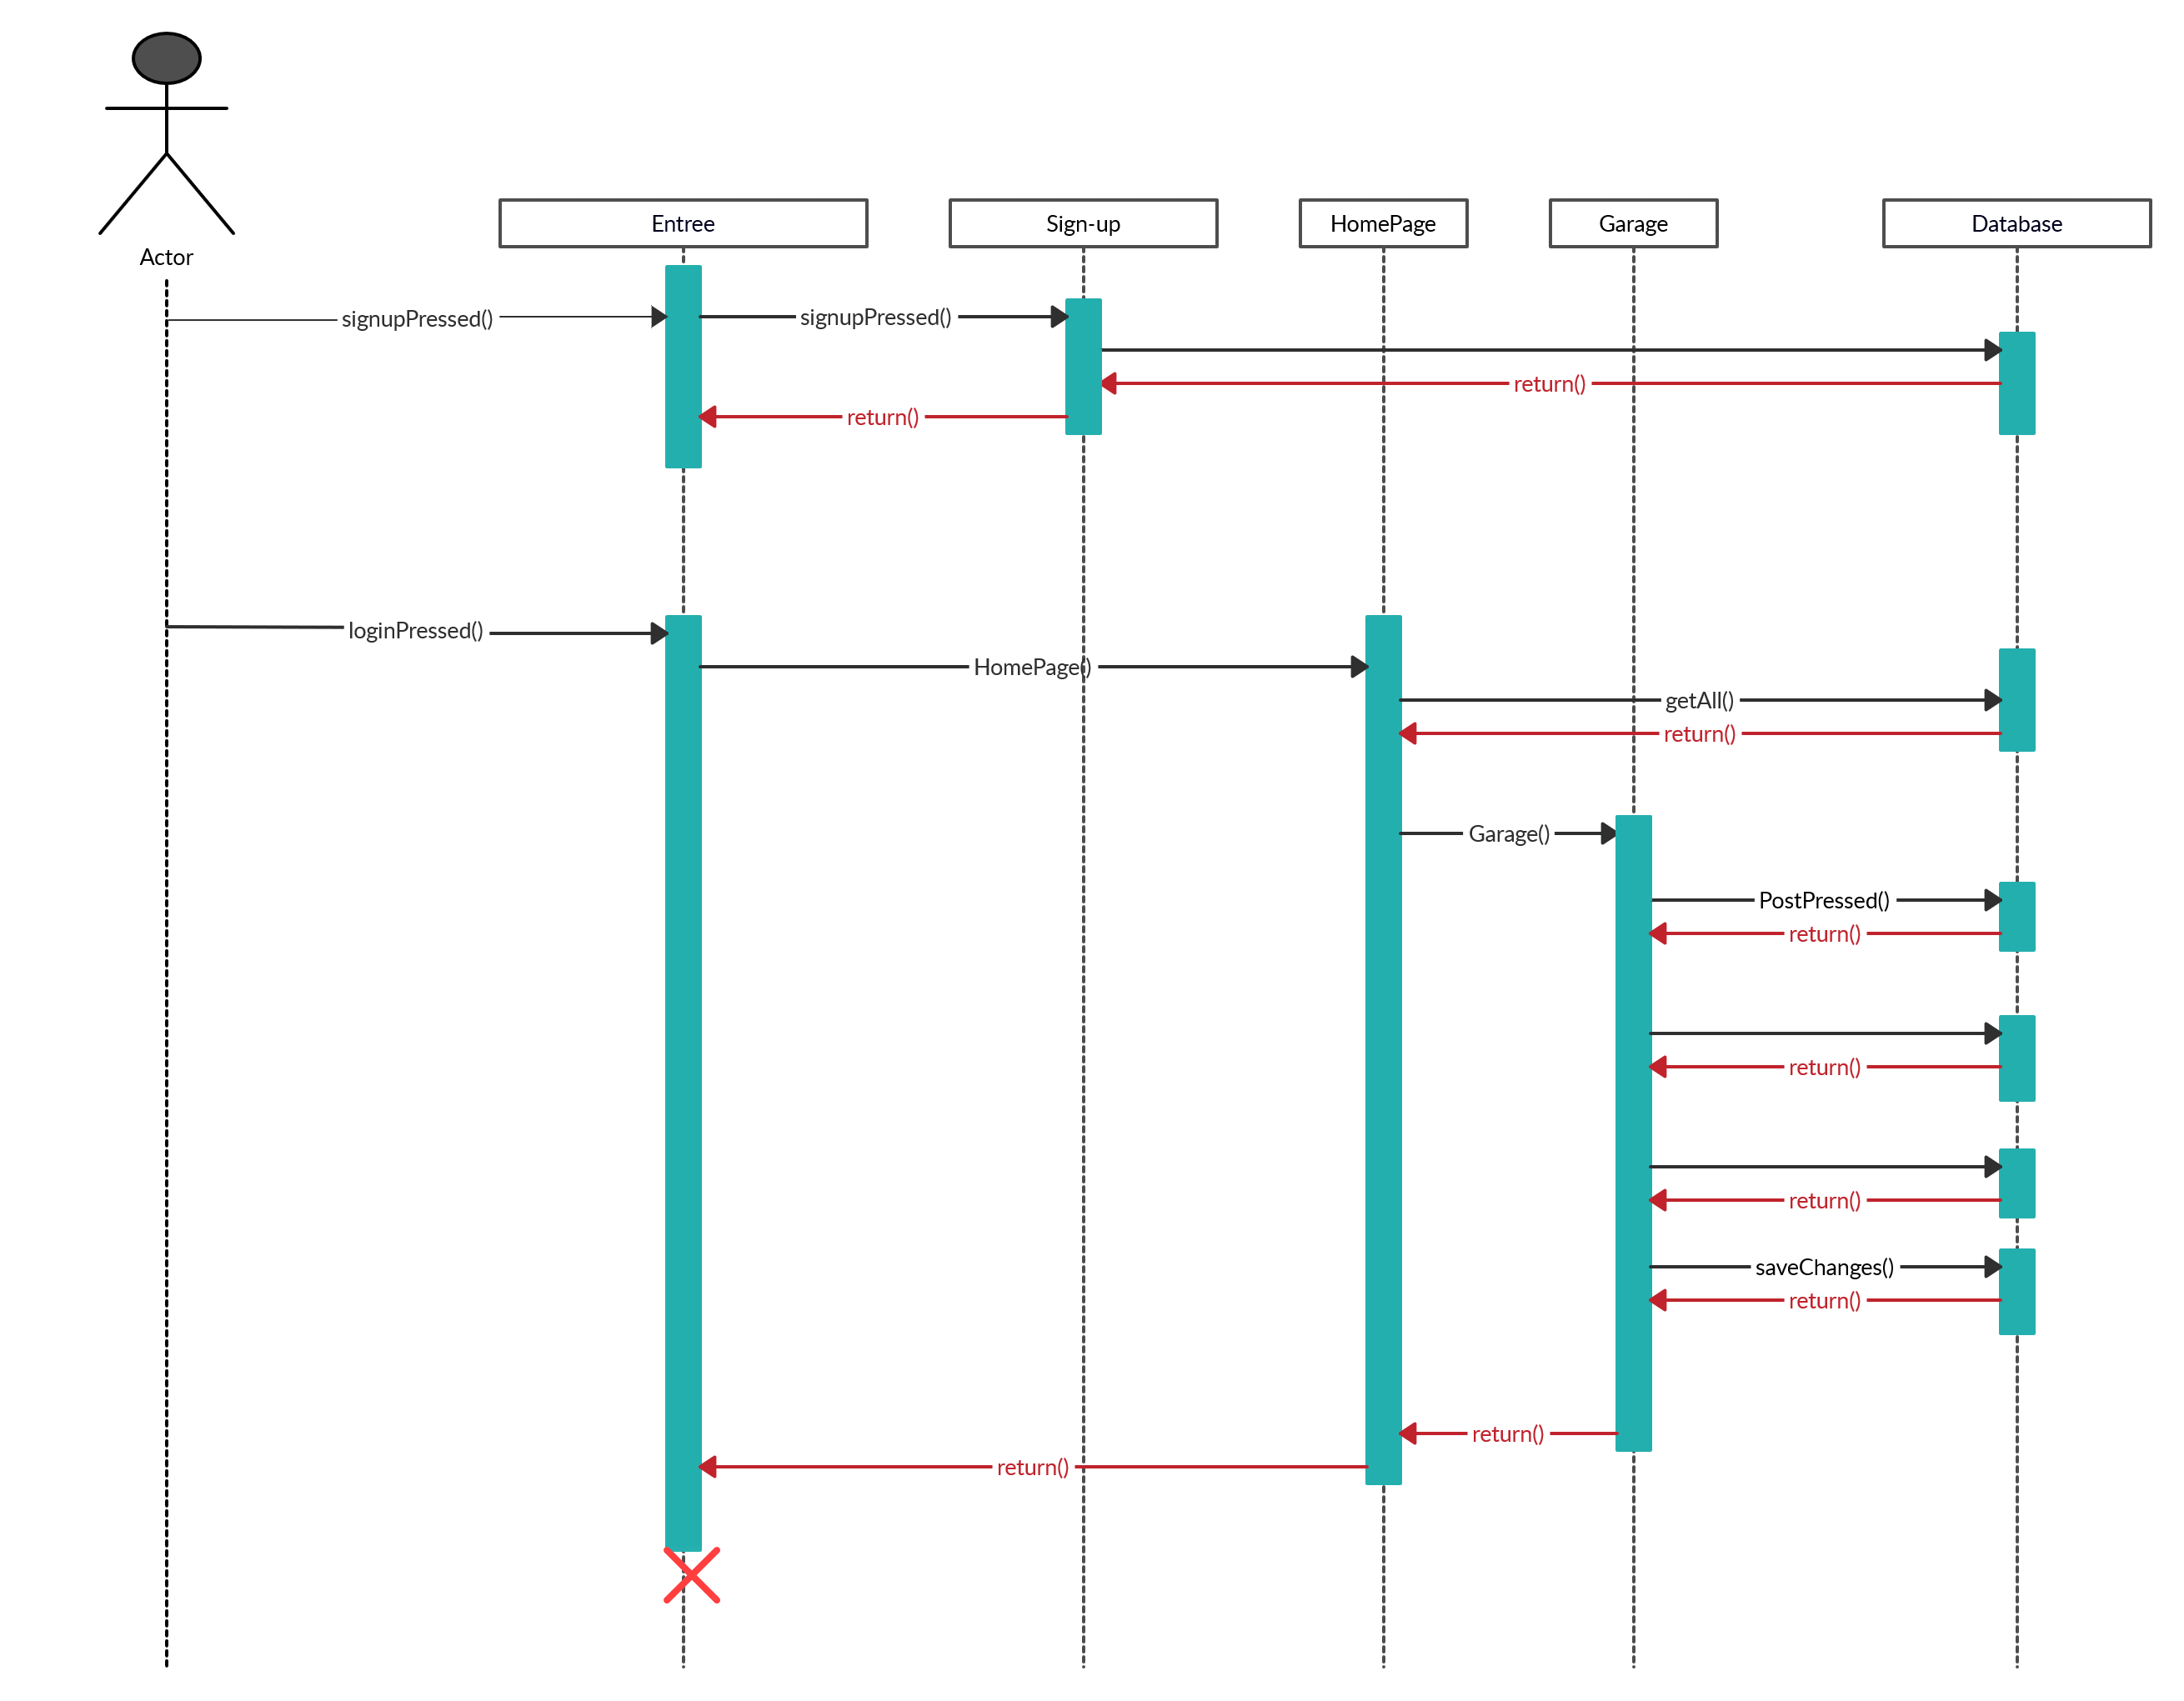 Entree
Sign-up
HomePage
Garage
Database
Actor
signupPressed()
signupPressed()
return()
return()
loginPressed()
HomePage()
getAll()
return()
Garage()
PostPressed()
return()
return()
return()
saveChanges()
return()
return()
return()